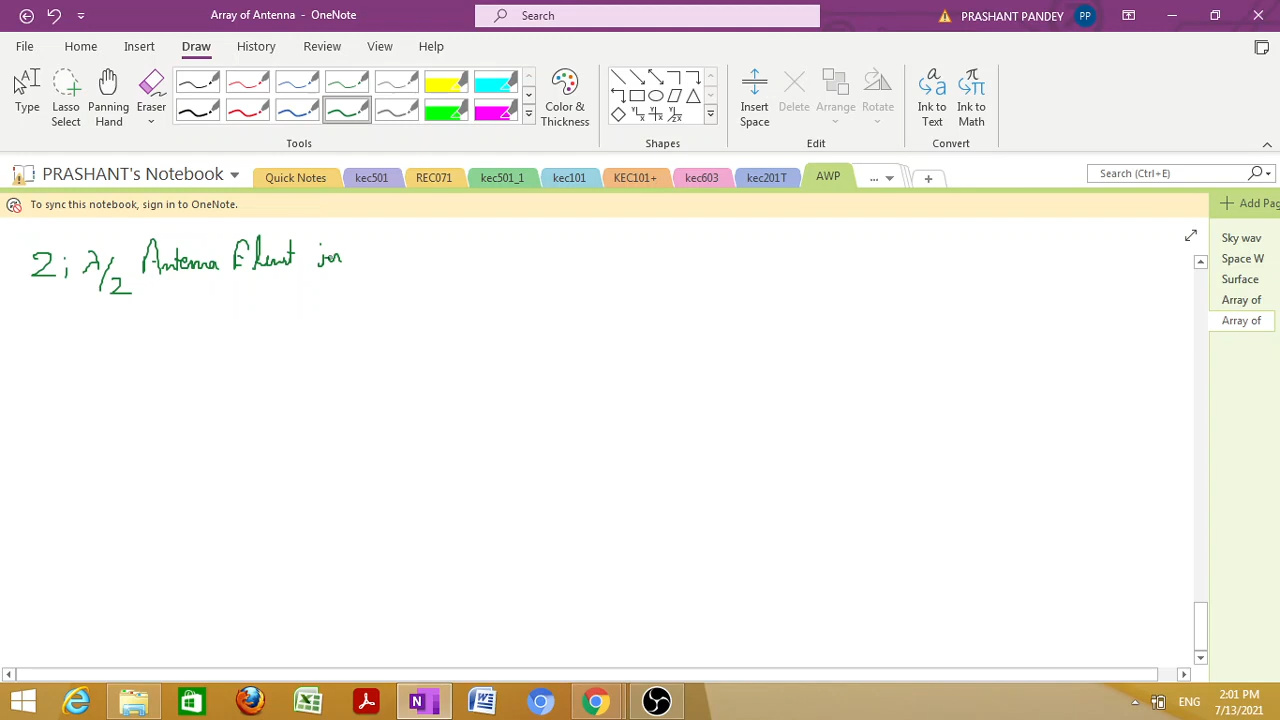 Array of Antenna - OneNote
Search
PRASHANT PANDEY
PP
File Home Insert Draw History Review View Help
Type
Lasso Select
Panning Hand
Eraser
Color & Thickness
Insert Space
Delete
Arrange
Rotate
Ink to Text
Ink to Math
Tools Shapes Edit Convert
PRASHANT's Notebook
Quick Notes kec501 REC071 kec501_1 kec101 KEC101+ kec603 kec201T AWP ... +
Search (Ctrl+E)
To sync this notebook, sign in to OneNote.
Add Pag
Sky wav
Space W
Surface
Array of
Array of
2; λ/2 Antenna
ENG
2:01 PM
7/13/2021